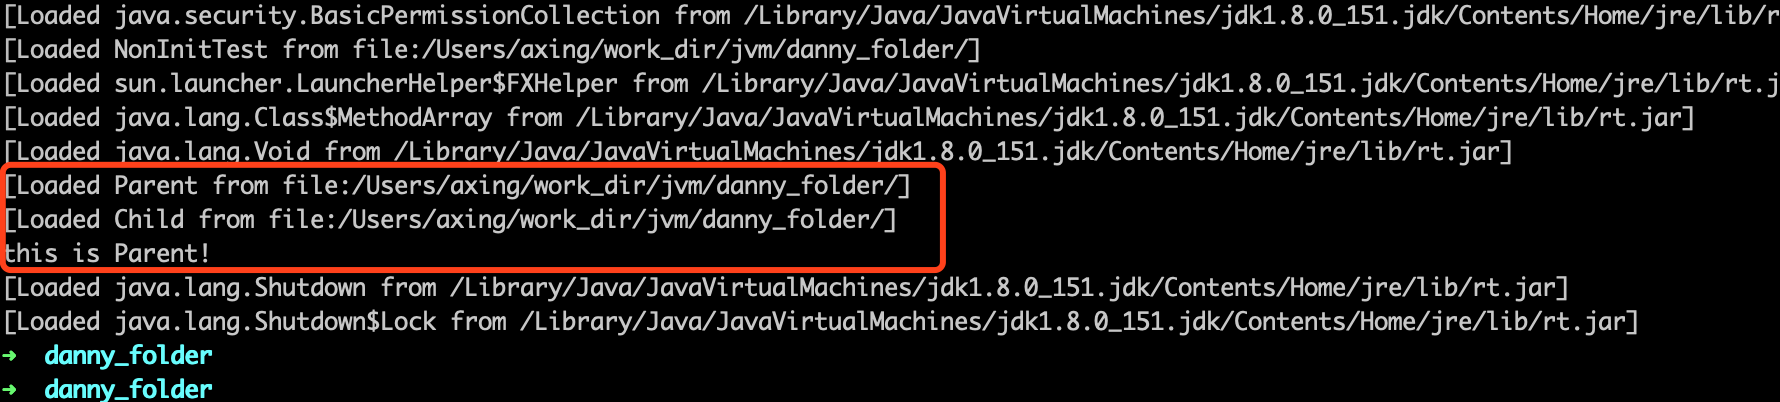 [Loaded java.security.BasicPermissionCollection from /Library/Java/JavaVirtualMachines/jdk1.8.0_151.jdk/Contents/Home/jre/lib/r
[Loaded NonInitTest from file:/Users/axing/work_dir/jvm/danny_folder/]
[Loaded sun.launcher.LauncherHelper$FXHelper from /Library/Java/JavaVirtualMachines/jdk1.8.0_151.jdk/Contents/Home/jre/lib/rt.j
[Loaded java.lang.Class$MethodArray from /Library/Java/JavaVirtualMachines/jdk1.8.0_151.jdk/Contents/Home/jre/lib/rt.jar]
[Loaded java.lang.Void from /Library/Java/JavaVirtualMachines/jdk1.8.0_151.jdk/Contents/Home/jre/lib/rt.jar]
[Loaded Parent from file:/Users/axing/work_dir/jvm/danny_folder/]
[Loaded Child from file:/Users/axing/work_dir/jvm/danny_folder/]
this is Parent!
[Loaded java.lang.Shutdown from /Library/Java/JavaVirtualMachines/jdk1.8.0_151.jdk/Contents/Home/jre/lib/rt.jar]
[Loaded java.lang.Shutdown$Lock from /Library/Java/JavaVirtualMachines/jdk1.8.0_151.jdk/Contents/Home/jre/lib/rt.jar]
➜ danny_folder
➜ danny_folder